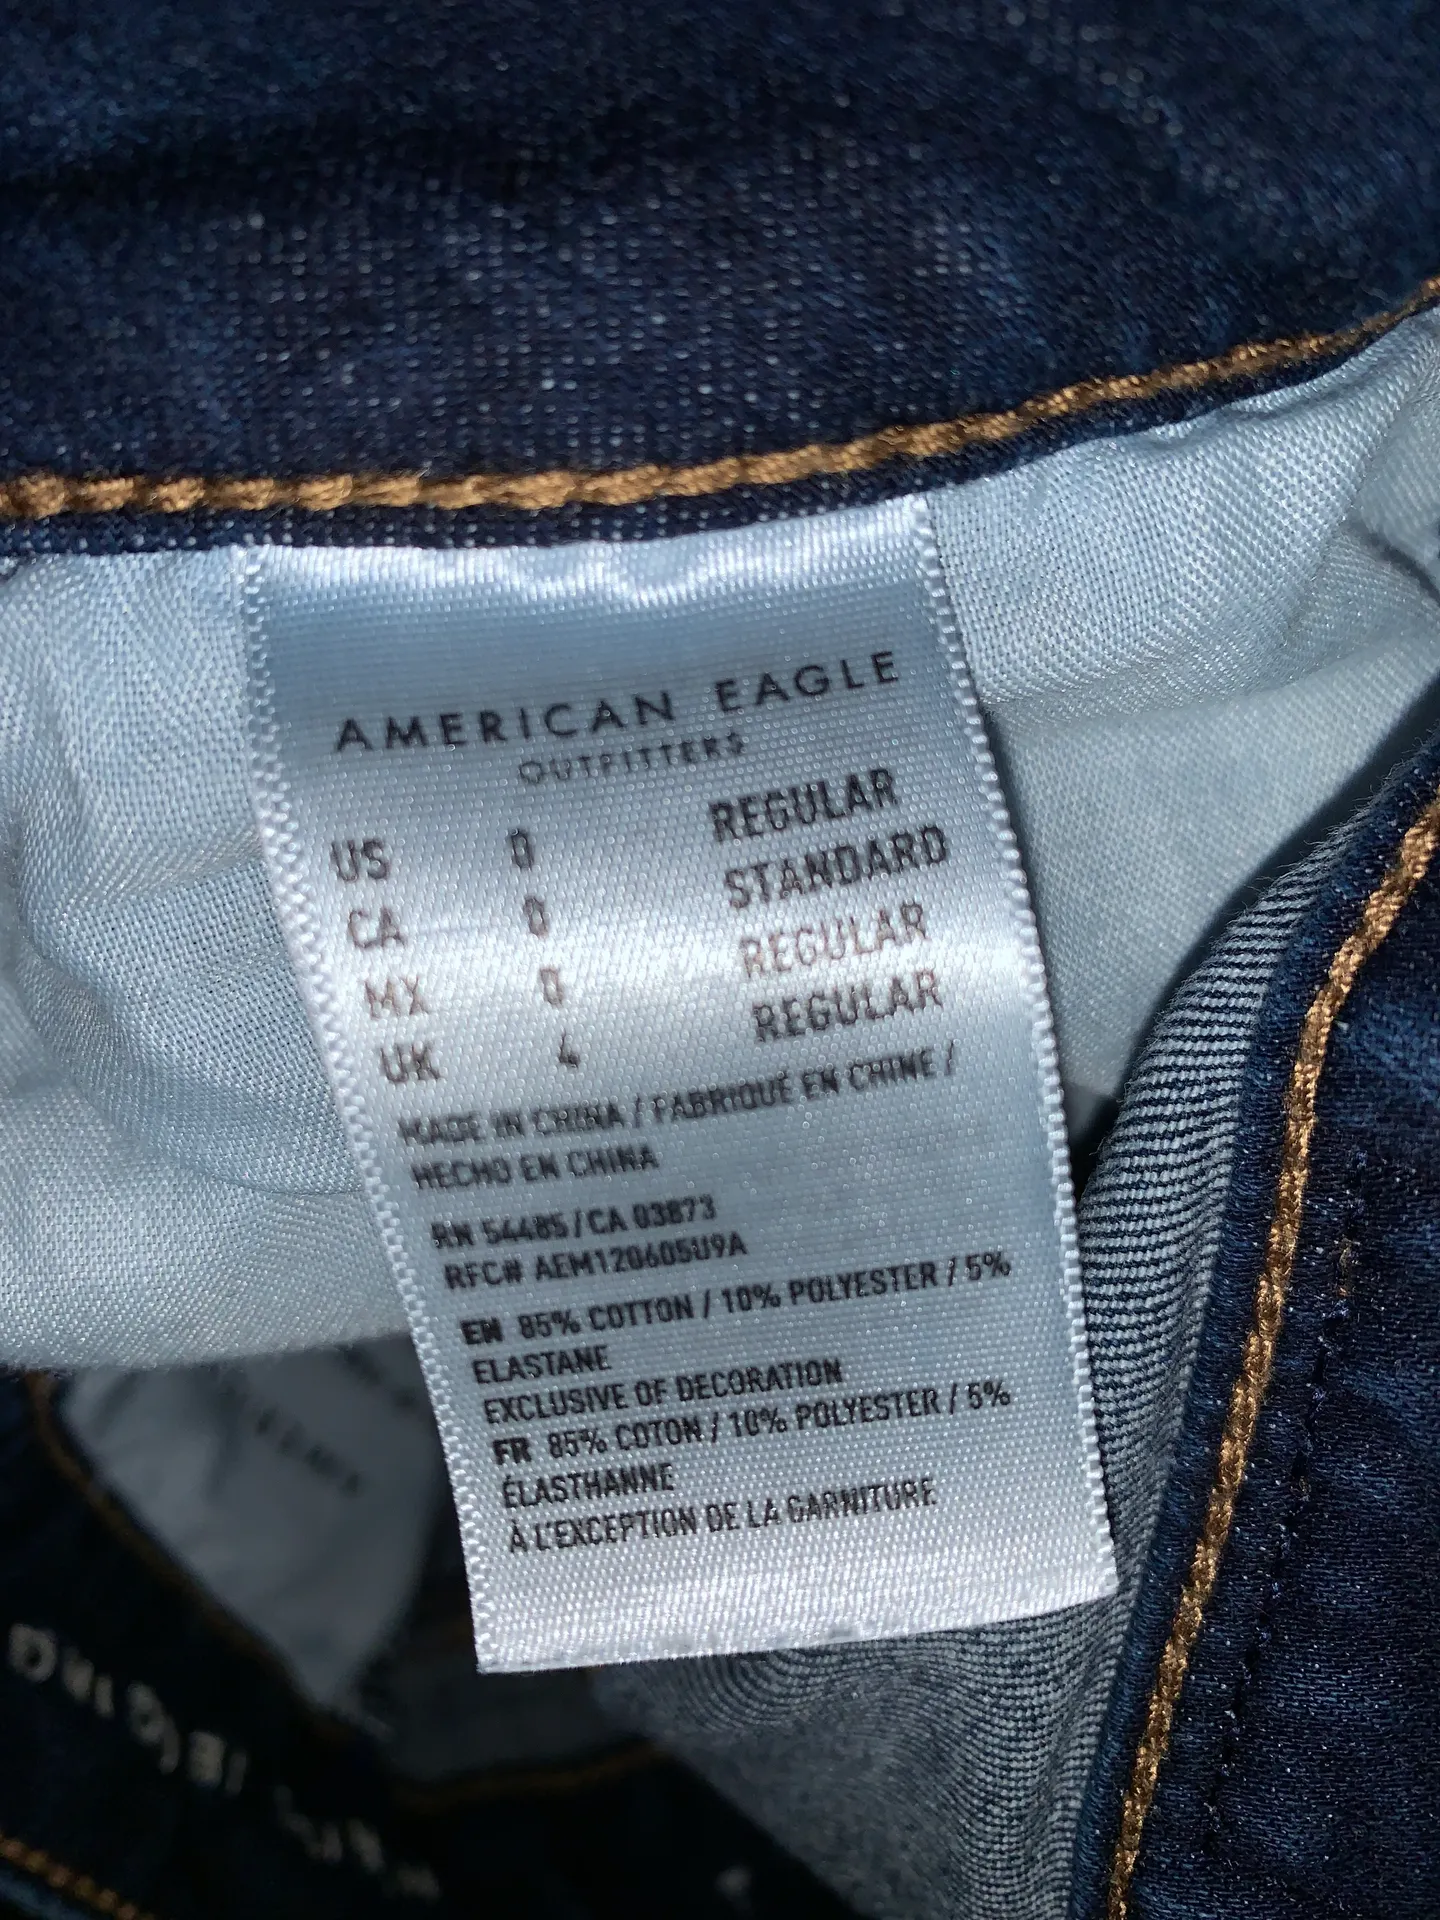 AMERICAN EAGLE
OUTFITTERS
US 0 REGULAR
CA 0 STANDARD
MX 0 REGULAR
UK 4 REGULAR
MADE IN CHINA / FABRIQUÉ EN CHINE /
HECHO EN CHINA
RN 54485/CA 03873
RFC# AEM120605U9A
EN 85% COTTON / 10% POLYESTER / 5%
ELASTANE
EXCLUSIVE OF DECORATION
FR 85% COTON / 10% POLYESTER / 5%
ÉLASTHANNE
À L'EXCEPTION DE LA GARNITURE